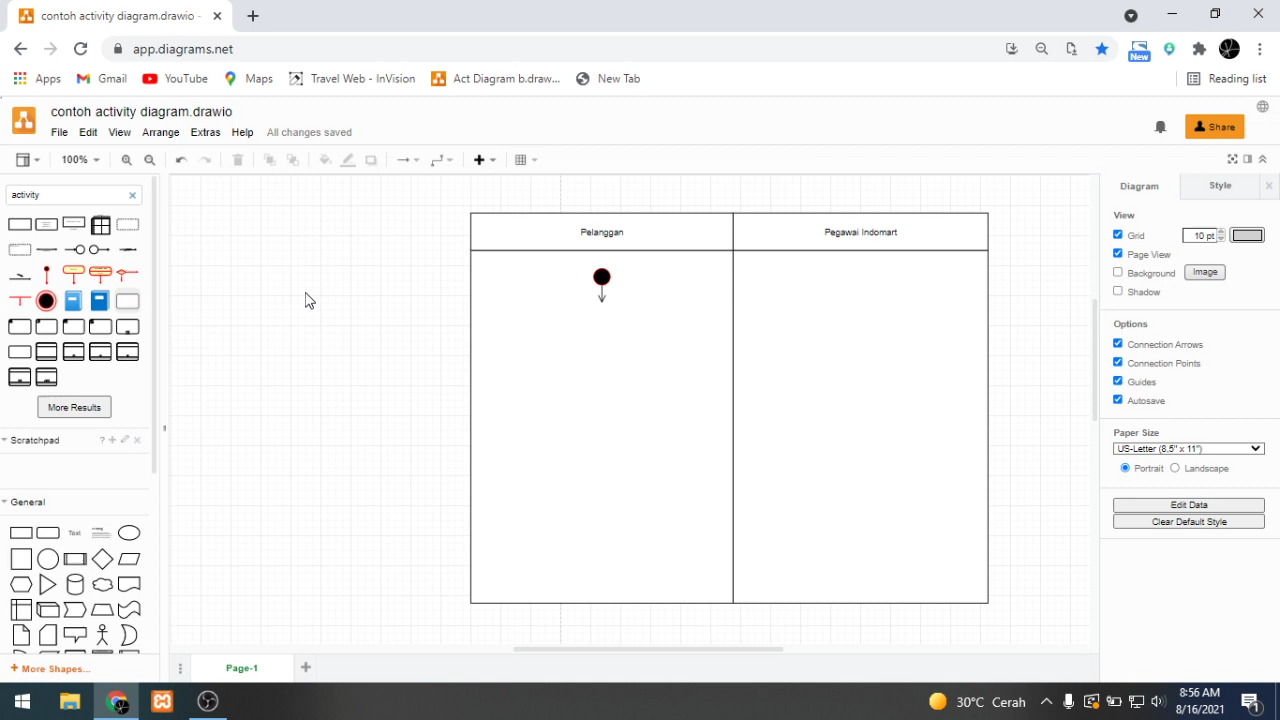 contoh activity diagram.drawio -
app.diagrams.net
New
Apps
Gmail
YouTube
Maps
Travel Web - InVision
Act Diagram b.draw...
New Tab
Reading list
contoh activity diagram.drawio
File Edit View Arrange Extras Help All changes saved
Share
100%
activity
Diagram
Style
View
Grid
10 pt
Page View
Background
Image
Shadow
Options
Connection Arrows
Connection Points
Guides
Autosave
Paper Size
US-Letter (8.5" x 11")
Portrait
Landscape
Edit Data
Clear Default Style
Pelanggan
Pegawai Indomart
More Results
Scratchpad
?
General
Text
More Shapes...
Page-1
30°C Cerah
8:56 AM
8/16/2021
1